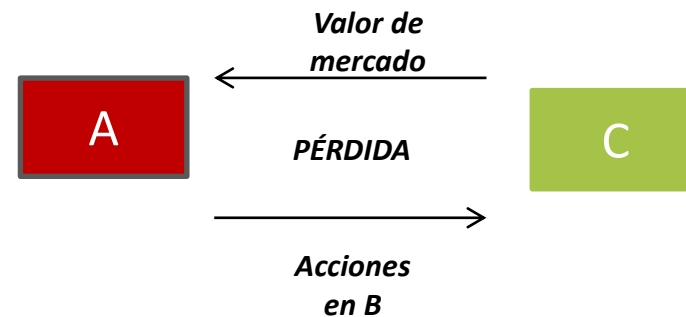 Valor de
mercado
A
PÉRDIDA
C
Acciones
en B